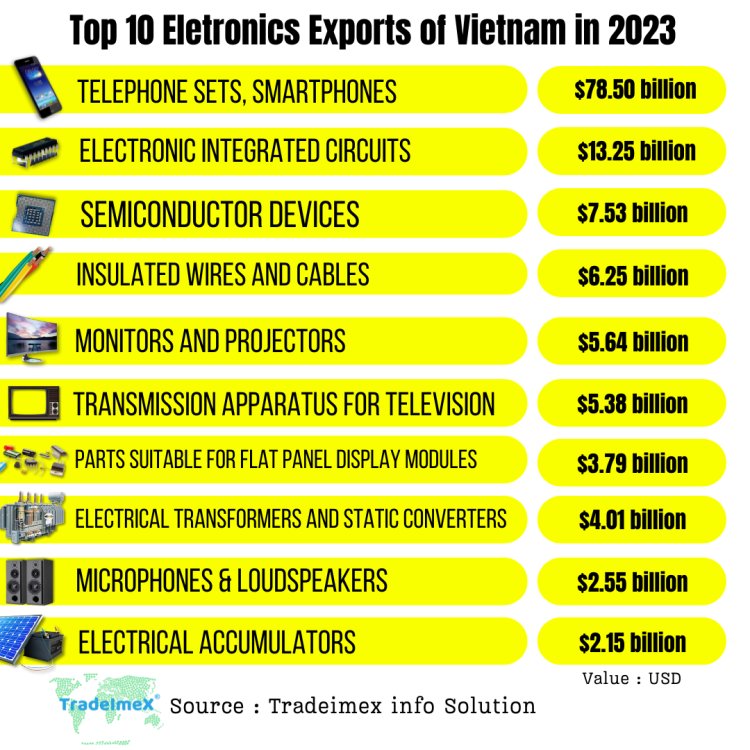 Top 10 Eletronics Exports of Vietnam in 2023
TELEPHONE SETS, SMARTPHONES $78.50 billion
ELECTRONIC INTEGRATED CIRCUITS $13.25 billion
SEMICONDUCTOR DEVICES $7.53 billion
INSULATED WIRES AND CABLES $6.25 billion
MONITORS AND PROJECTORS $5.64 billion
TRANSMISSION APPARATUS FOR TELEVISION $5.38 billion
PARTS SUITABLE FOR FLAT PANEL DISPLAY MODULES $3.79 billion
ELECTRICAL TRANSFORMERS AND STATIC CONVERTERS $4.01 billion
MICROPHONES & LOUDSPEAKERS $2.55 billion
ELECTRICAL ACCUMULATORS $2.15 billion
Value : USD
TradeImeX® Source : Tradeimex info Solution